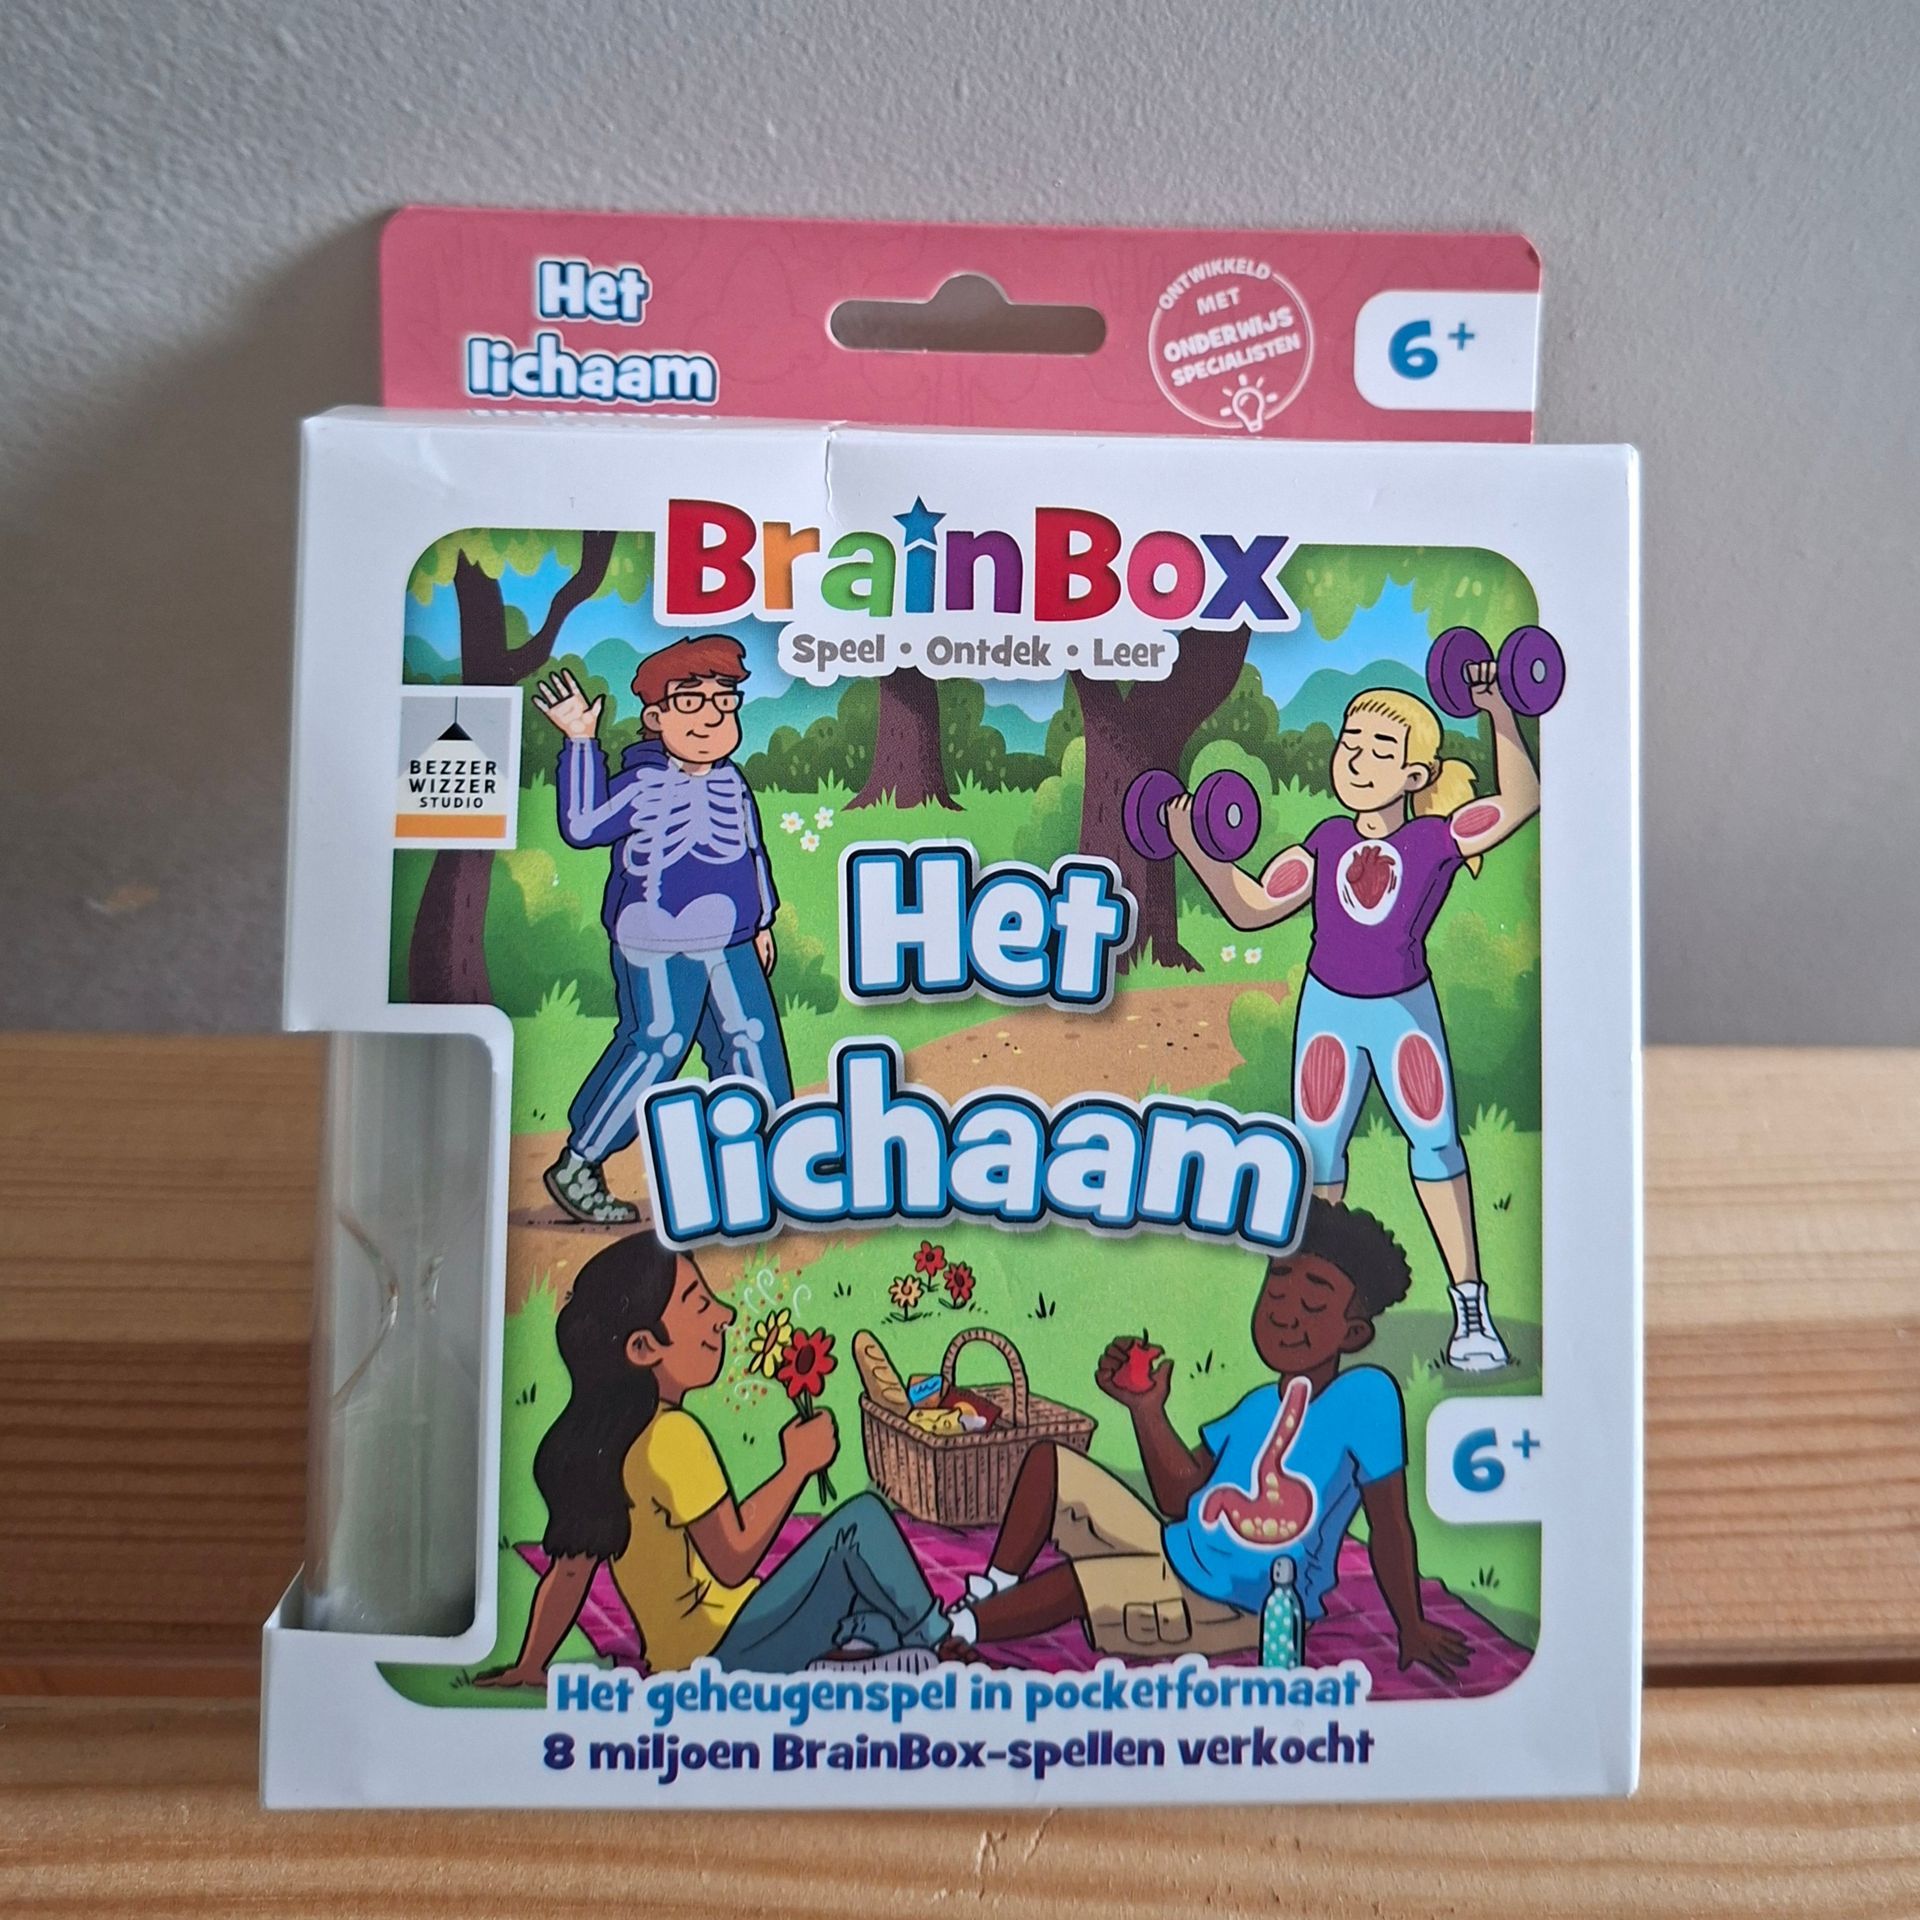 Het
lichaam
ONTWIKKELD
MET
ONDERWIJS
SPECIALISTEN
6+
BrainBox
Speel • Ontdek • Leer
BEZZER
WIZZER
STUDIO
Het
lichaam
6+
Het geheugenspel in pocketformaat
8 miljoen BrainBox-spellen verkocht